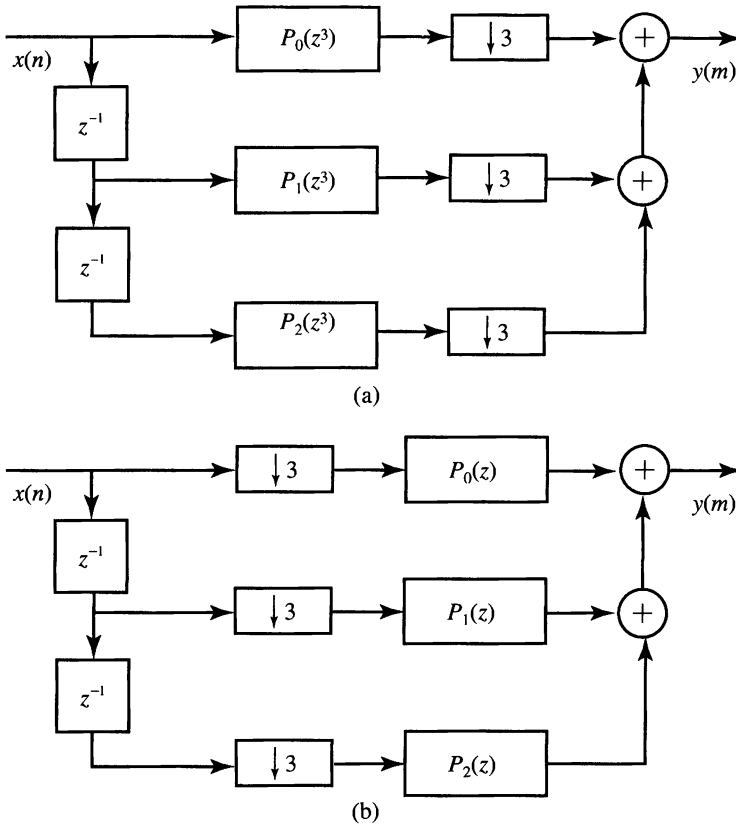 P₀(z³)
↓ 3
+
x(n)
y(m)
z⁻¹
P₁(z³)
↓ 3
+
z⁻¹
P₂(z³)
↓ 3
(a)
↓ 3
P₀(z)
+
x(n)
y(m)
z⁻¹
↓ 3
P₁(z)
+
z⁻¹
↓ 3
P₂(z)
(b)